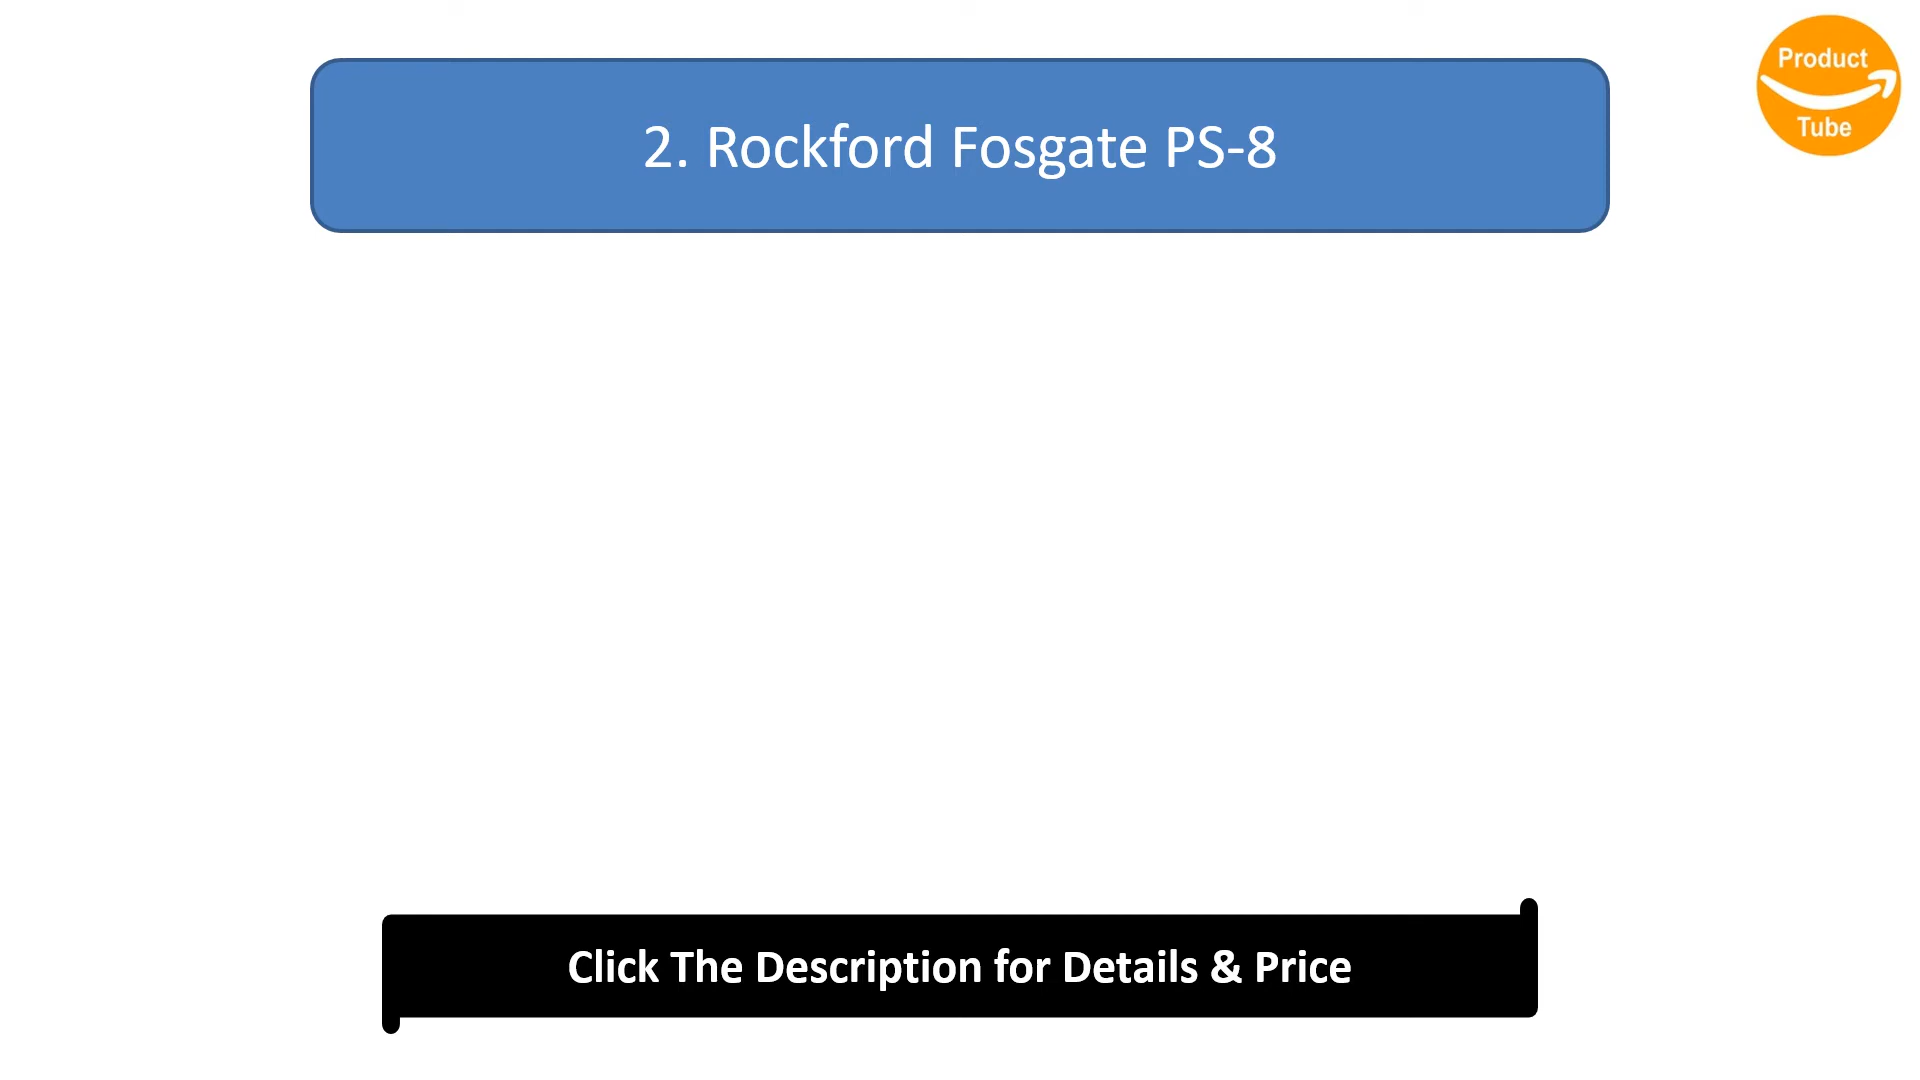 2. Rockford Fosgate PS-8
Product
Tube
Click The Description for Details & Price